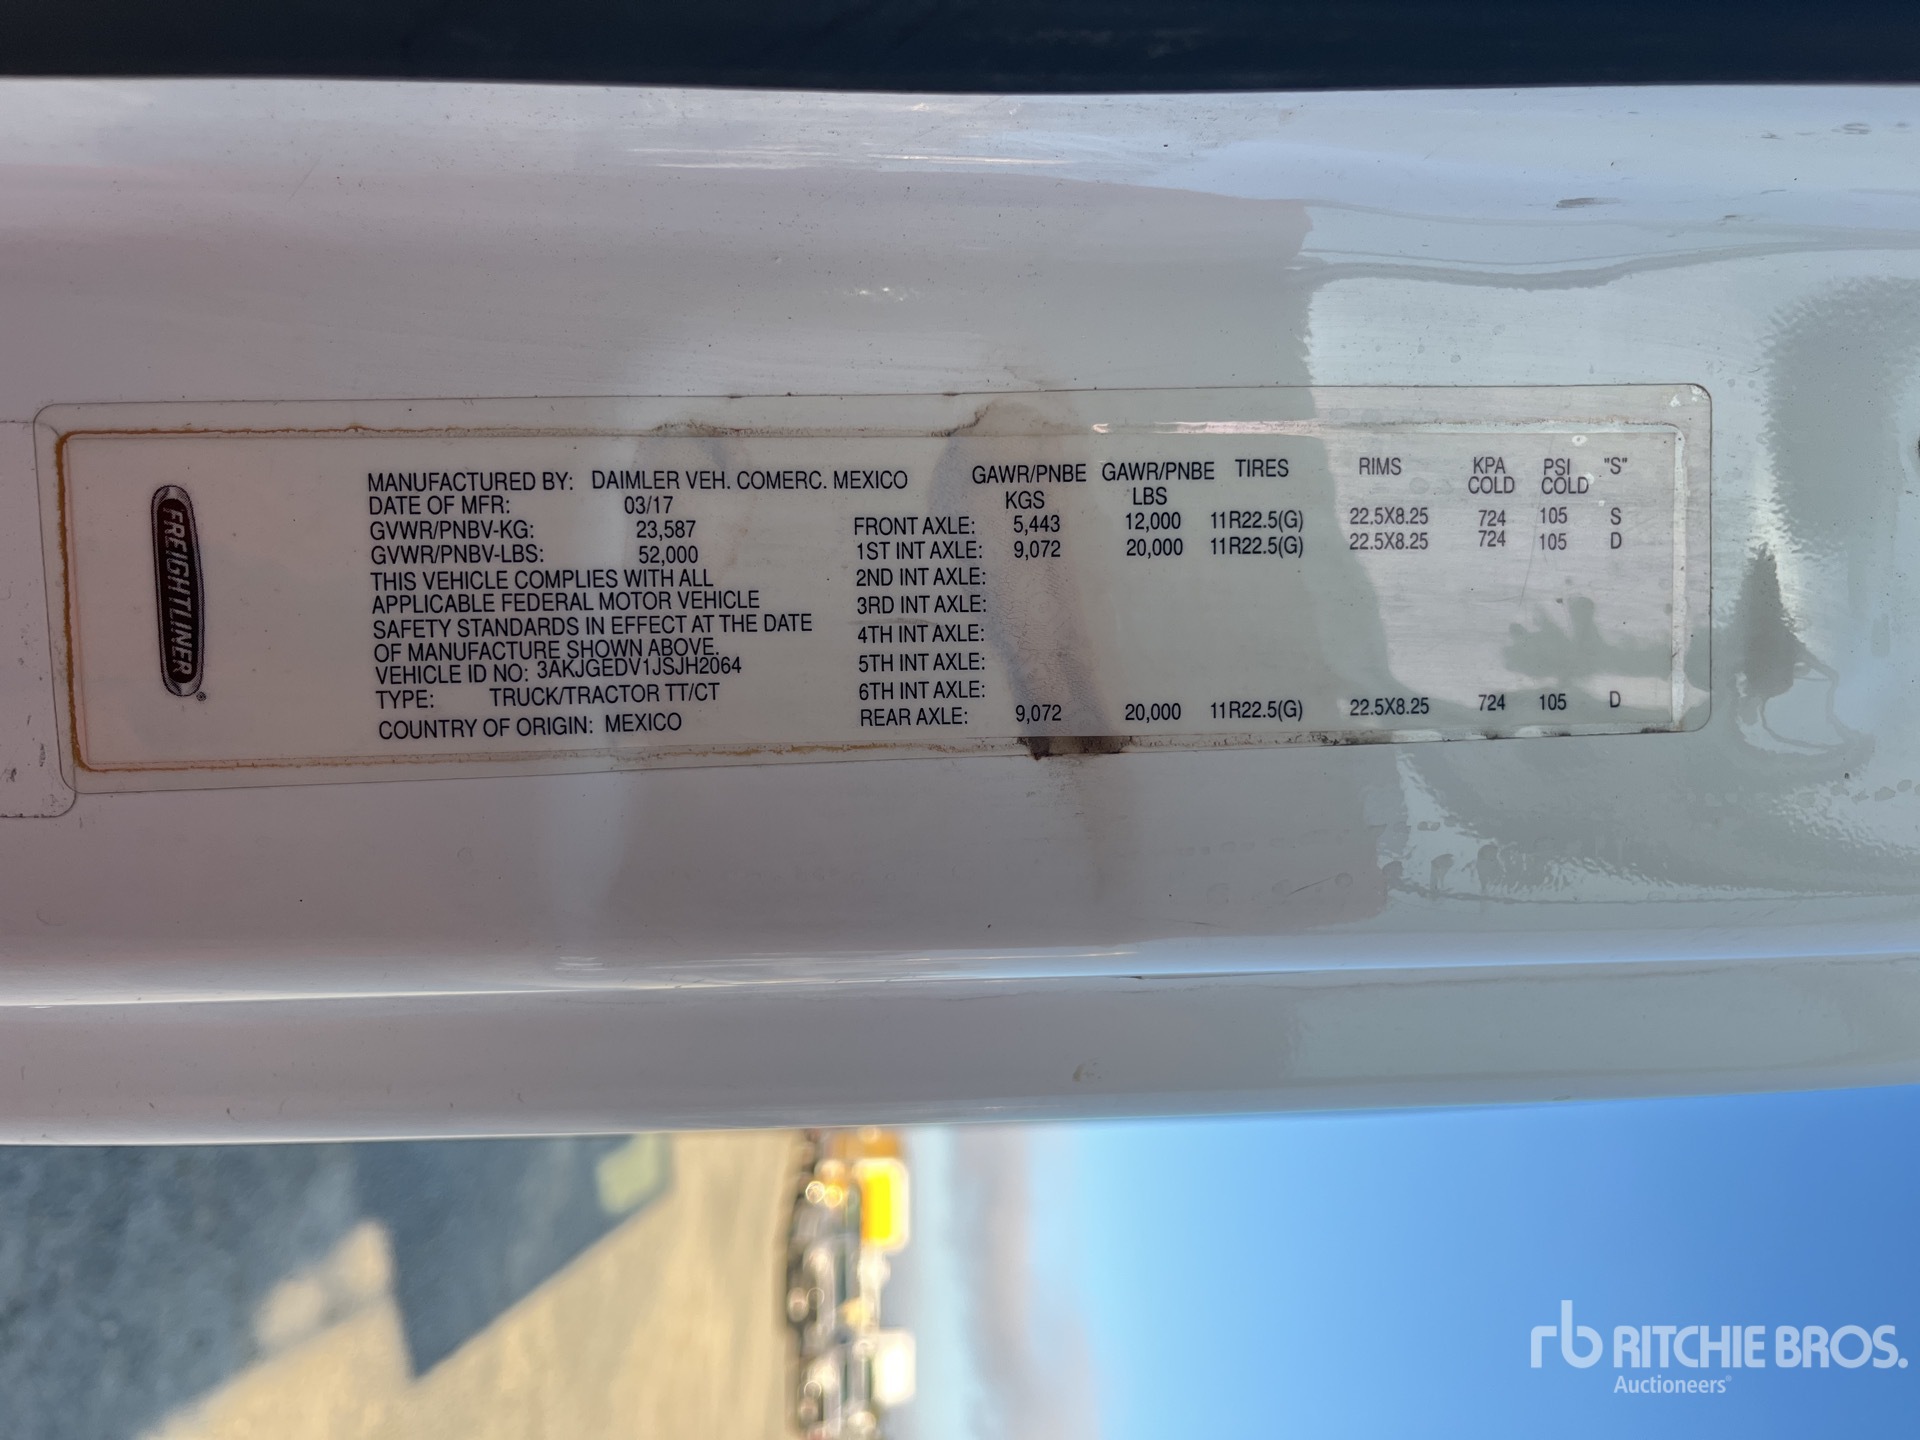 FREIGHTLINER®
MANUFACTURED BY: DAIMLER VEH. COMERC. MEXICO
DATE OF MFR: 03/17
GVWR/PNBV-KG: 23,587
GVWR/PNBV-LBS: 52,000
THIS VEHICLE COMPLIES WITH ALL
APPLICABLE FEDERAL MOTOR VEHICLE
SAFETY STANDARDS IN EFFECT AT THE DATE
OF MANUFACTURE SHOWN ABOVE.
VEHICLE ID NO: 3AKJGEDV1JSJH2064
TYPE: TRUCK/TRACTOR TT/CT
COUNTRY OF ORIGIN: MEXICO
GAWR/PNBE GAWR/PNBE TIRES RIMS KPA PSI "S"
KGS LBS COLD COLD
FRONT AXLE: 5,443 12,000 11R22.5(G) 22.5X8.25 724 105 S
1ST INT AXLE: 9,072 20,000 11R22.5(G) 22.5X8.25 724 105 D
2ND INT AXLE:
3RD INT AXLE:
4TH INT AXLE:
5TH INT AXLE:
6TH INT AXLE:
REAR AXLE: 9,072 20,000 11R22.5(G) 22.5X8.25 724 105 D
rb RITCHIE BROS.
Auctioneers®